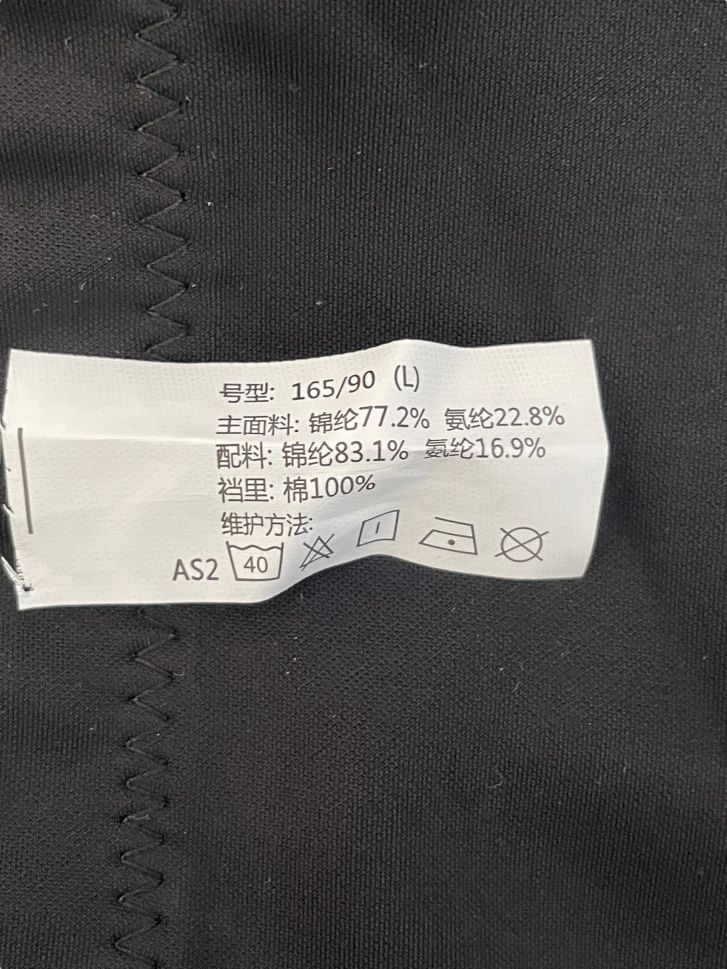 号型: 165/90 (L)
主面料: 锦纶77.2% 氨纶22.8%
配料: 锦纶83.1% 氨纶16.9%
裆里: 棉100%
维护方法:
AS2 40